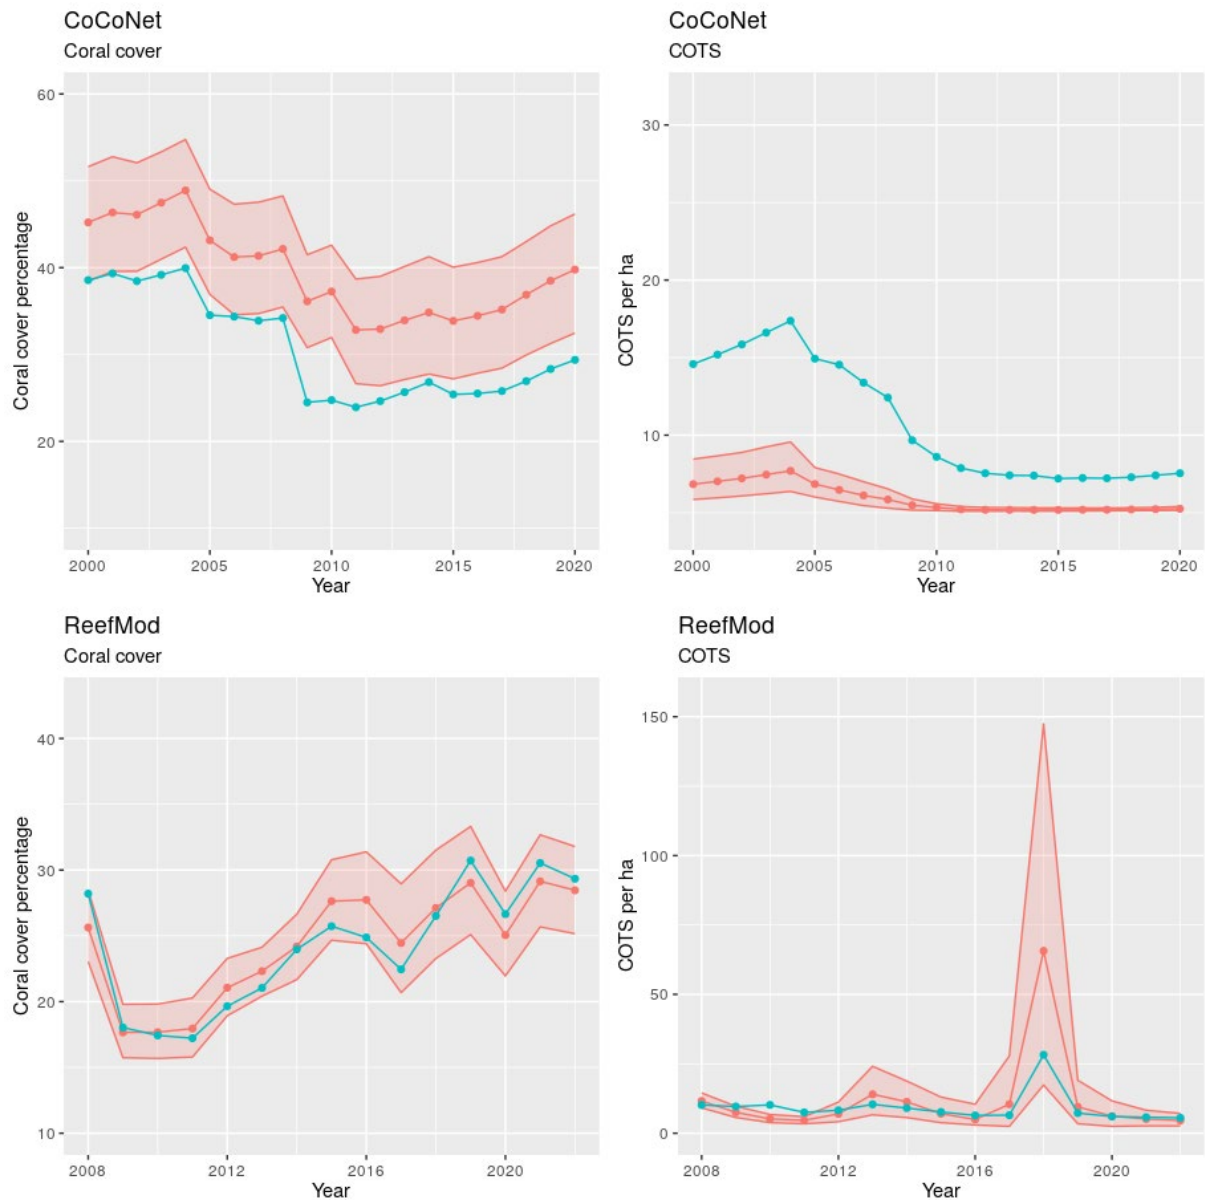 CoCoNet
Coral cover
Coral cover percentage
60
40
20
2000
2005
2010
2015
2020
Year
CoCoNet
COTS
COTS per ha
30
20
10
2000
2005
2010
2015
2020
Year
ReefMod
Coral cover
Coral cover percentage
40
30
20
10
2008
2012
2016
2020
Year
ReefMod
COTS
COTS per ha
150
100
50
0
2008
2012
2016
2020
Year